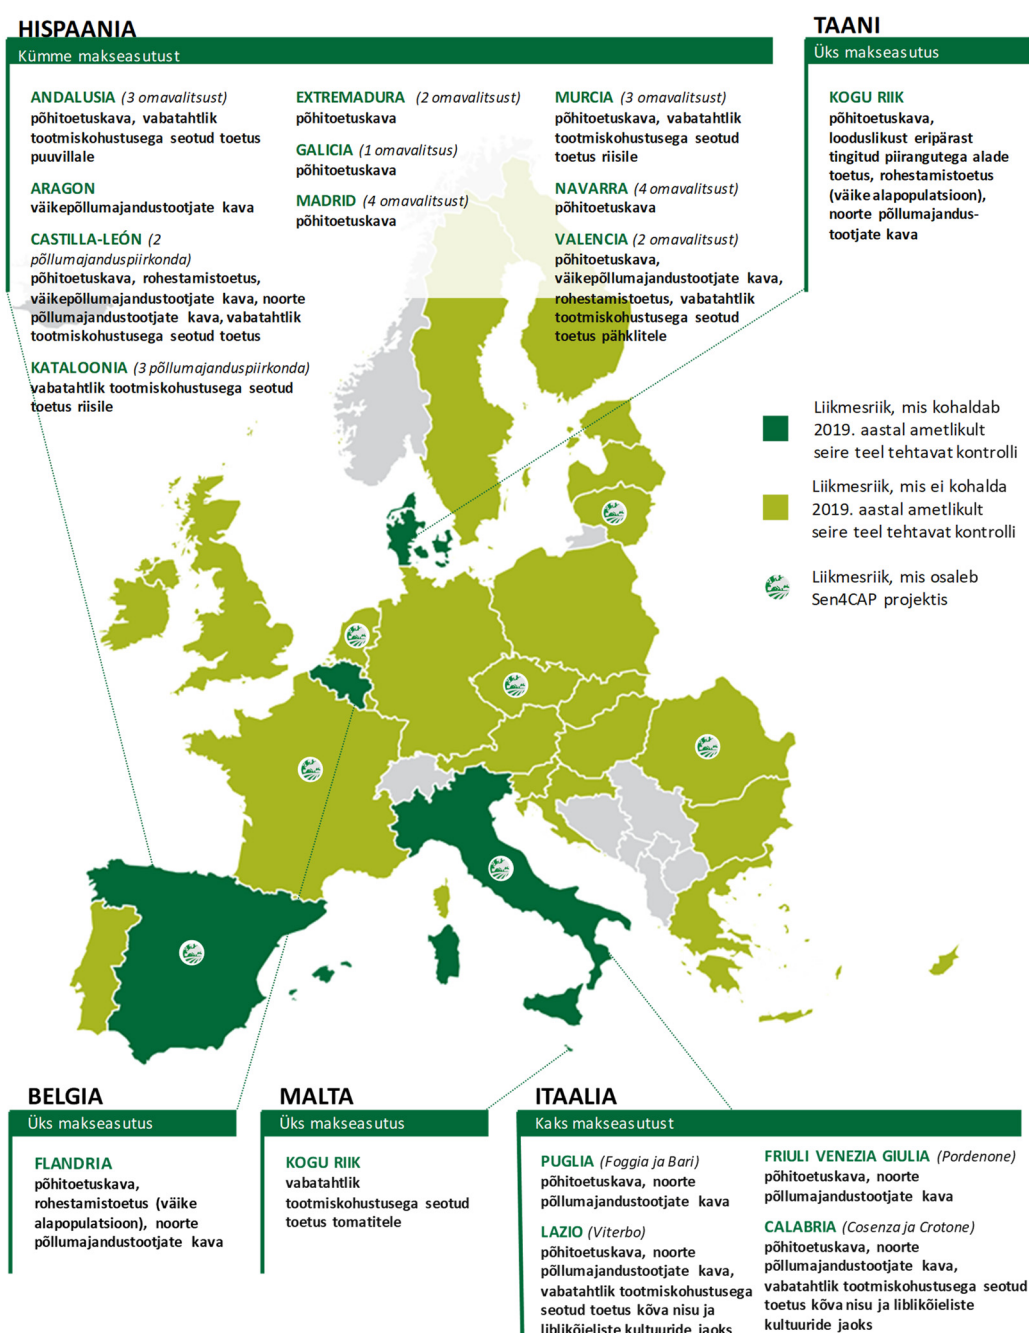 HISPAANIA
Kümme makseasutust
ANDALUSIA (3 omavalitsust)
põhitoetuskava, vabatahtlik
tootmiskohustusega seotud toetus
puuvillale
ARAGON
väikepõllumajandustootjate kava
CASTILLA-LEÓN (2
põllumajanduspiirkonda)
põhitoetuskava, rohestamistoetus,
väikepõllumajandustootjate kava, noorte
põllumajandustootjate kava, vabatahtlik
tootmiskohustusega seotud toetus
KATALOONIA (3 põllumajanduspiirkonda)
vabatahtlik tootmiskohustusega seotud
toetus riisile
EXTREMADURA (2 omavalitsust)
põhitoetuskava
GALICIA (1 omavalitsus)
põhitoetuskava
MADRID (4 omavalitsust)
põhitoetuskava
MURCIA (3 omavalitsust)
põhitoetuskava, vabatahtlik
tootmiskohustusega seotud
toetus riisile
NAVARRA (4 omavalitsust)
põhitoetuskava
VALENCIA (2 omavalitsust)
põhitoetuskava,
väikepõllumajandustootjate kava,
rohestamistoetus, vabatahtlik
tootmiskohustusega seotud
toetus pähklitele
TAANI
Üks makseasutus
KOGU RIIK
põhitoetuskava,
looduslikust eripärast
tingitud piirangutega alade
toetus, rohestamistoetus
(väike alapopulatsioon),
noorte põllumajandus-
tootjate kava
Liikmesriik, mis kohaldab
2019. aastal ametlikult
seire teel tehtavat kontrolli
Liikmesriik, mis ei kohalda
2019. aastal ametlikult
seire teel tehtavat kontrolli
Liikmesriik, mis osaleb
Sen4CAP projektis
BELGIA
Üks makseasutus
FLANDRIA
põhitoetuskava,
rohestamistoetus (väike
alapopulatsioon), noorte
põllumajandustootjate kava
MALTA
Üks makseasutus
KOGU RIIK
vabatahtlik
tootmiskohustusega seotud
toetus tomatitele
ITAALIA
Kaks makseasutust
PUGLIA (Foggia ja Bari)
põhitoetuskava, noorte
põllumajandustootjate kava
LAZIO (Viterbo)
põhitoetuskava, noorte
põllumajandustootjate kava,
vabatahtlik tootmiskohustusega
seotud toetus kõva nisu ja
liblikõieliste kultuuride jaoks
FRIULI VENEZIA GIULIA (Pordenone)
põhitoetuskava, noorte
põllumajandustootjate kava
CALABRIA (Cosenza ja Crotone)
põhitoetuskava, noorte
põllumajandustootjate kava,
vabatahtlik tootmiskohustusega seotud
toetus kõva nisu ja liblikõieliste
kultuuride jaoks